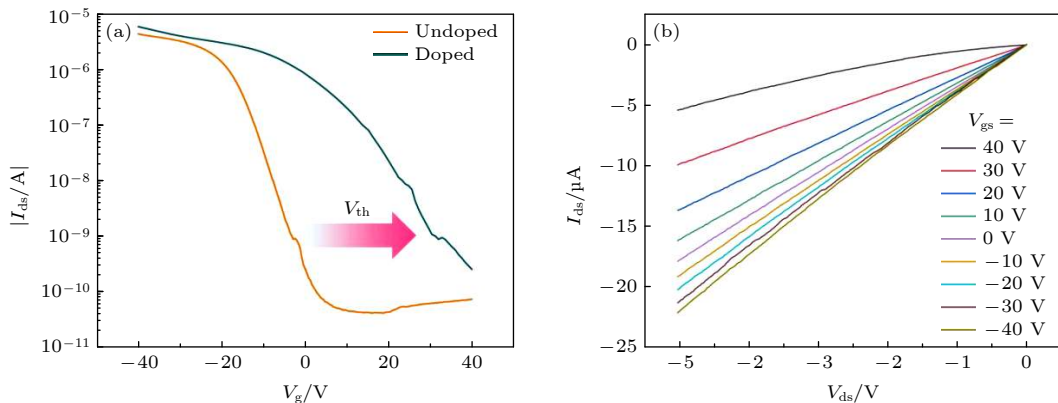 (a)
Undoped
Doped
V_th
|I_ds/A|
10^−5
10^−6
10^−7
10^−8
10^−9
10^−10
10^−11
−40 −20 0 20 40
V_g/V
(b)
I_ds/µA
0
−5
−10
−15
−20
−25
V_gs =
40 V
30 V
20 V
10 V
0 V
−10 V
−20 V
−30 V
−40 V
−5 −2 −3 −2 −1 0
V_ds/V